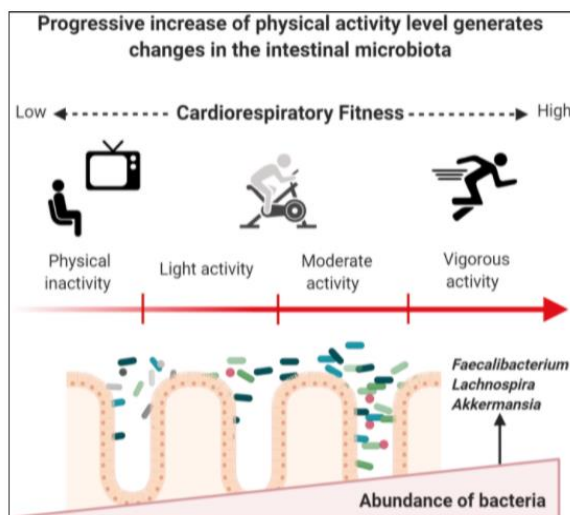 Progressive increase of physical activity level generates
changes in the intestinal microbiota
Low Cardiorespiratory Fitness High
Physical
inactivity
Light activity
Moderate
activity
Vigorous
activity
Faecalibacterium
Lachnospira
Akkermansia
Abundance of bacteria